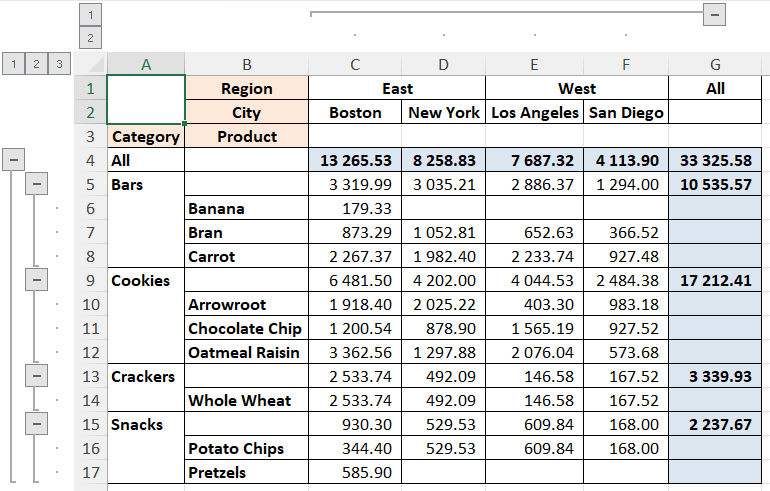 1
2
1 2 3
A B C D E F G
1 Region East West All
2 City Boston New York Los Angeles San Diego
3 Category Product
4 All 13 265.53 8 258.83 7 687.32 4 113.90 33 325.58
5 Bars 3 319.99 3 035.21 2 886.37 1 294.00 10 535.57
6 Banana 179.33
7 Bran 873.29 1 052.81 652.63 366.52
8 Carrot 2 267.37 1 982.40 2 233.74 927.48
9 Cookies 6 481.50 4 202.00 4 044.53 2 484.38 17 212.41
10 Arrowroot 1 918.40 2 025.22 403.30 983.18
11 Chocolate Chip 1 200.54 878.90 1 565.19 927.52
12 Oatmeal Raisin 3 362.56 1 297.88 2 076.04 573.68
13 Crackers 2 533.74 492.09 146.58 167.52 3 339.93
14 Whole Wheat 2 533.74 492.09 146.58 167.52
15 Snacks 930.30 529.53 609.84 168.00 2 237.67
16 Potato Chips 344.40 529.53 609.84 168.00
17 Pretzels 585.90